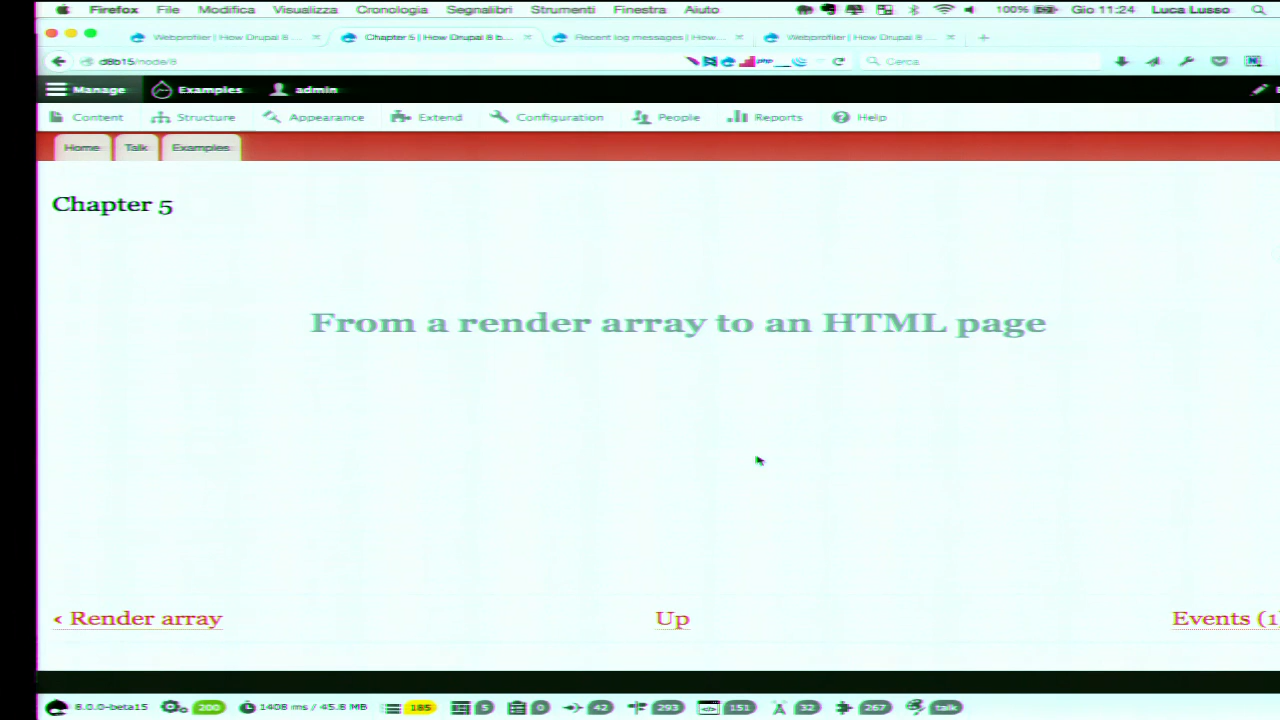 Firefox File Modifica Visualizza Cronologia Segnalibri Strumenti Finestra Aiuto 100% Gio 11:24 Luca Lusso
Webprofiler | How Drupal 8 ... Chapter 5 | How Drupal 8 b... Recent log messages | How... Webprofiler | How Drupal 8 ...
d8b15/node/8 php Cerca
Manage Examples admin
Content Structure Appearance Extend Configuration People Reports Help
Home Talk Examples
Chapter 5
From a render array to an HTML page
‹ Render array Up Events (1)
8.0.0-beta15 200 1408 ms / 45.8 MB 185 5 0 42 293 151 32 267 talk